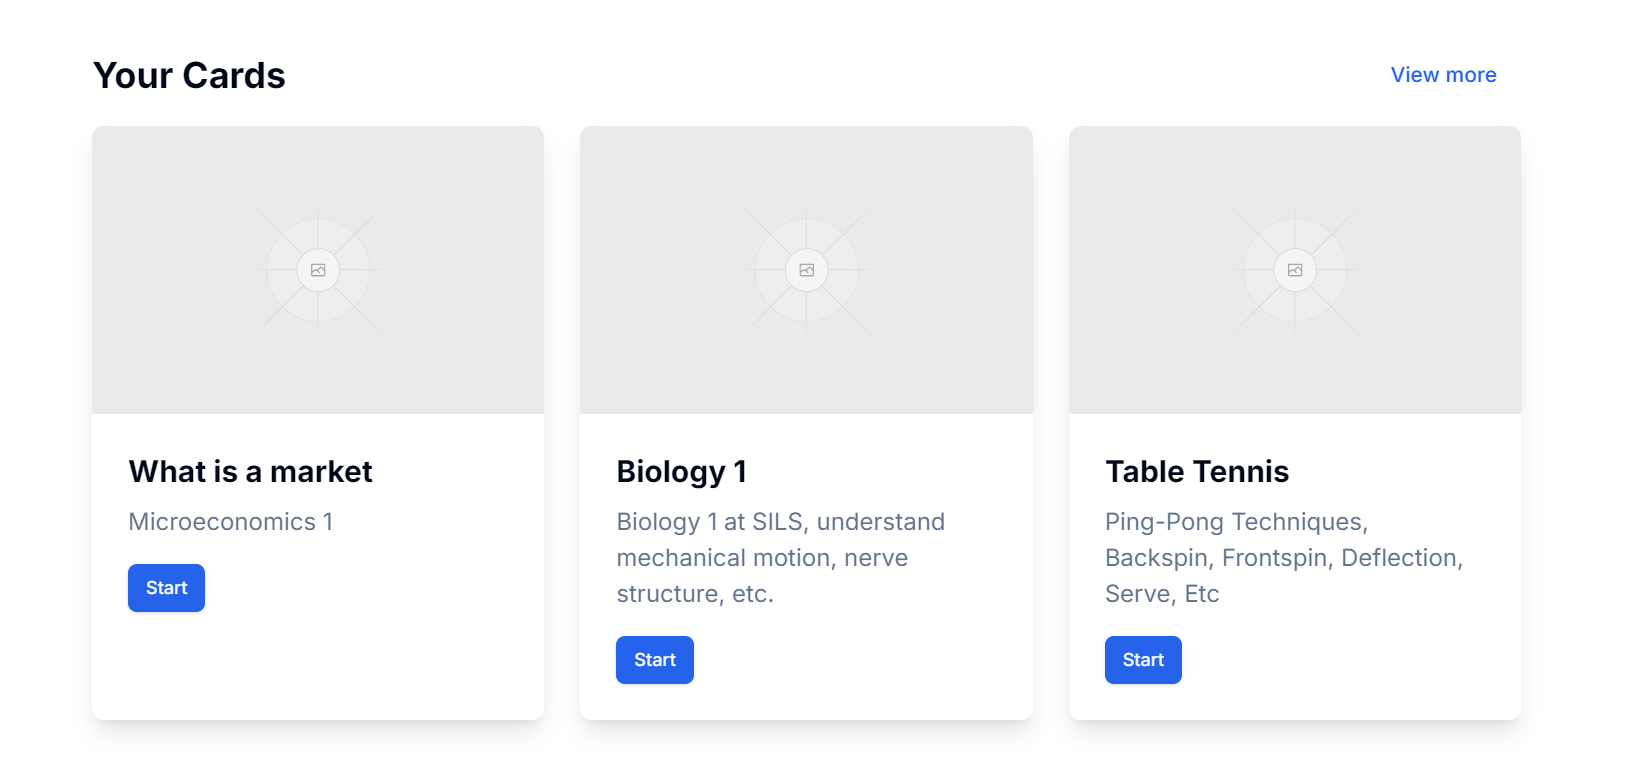 Your Cards
View more
What is a market
Microeconomics 1
Start
Biology 1
Biology 1 at SILS, understand
mechanical motion, nerve
structure, etc.
Start
Table Tennis
Ping-Pong Techniques,
Backspin, Frontspin, Deflection,
Serve, Etc
Start